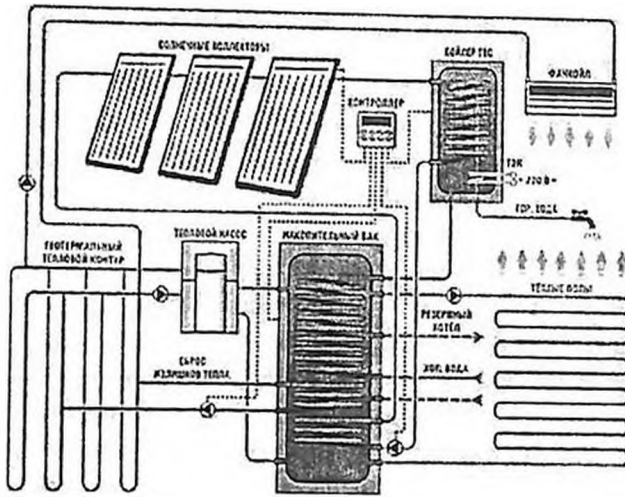 СОЛНЕЧНЫЕ КОЛЛЕКТОРЫ
БОЙЛЕР ГВС
ФАНКОЙЛ
КОНТРОЛЛЕР
ТЭН
~ 220 В ~
ГОР. ВОДА
ГЕОТЕРМАЛЬНЫЙ
ТЕПЛОВОЙ КОНТУР
ТЕПЛОВОЙ НАСОС
НАКОПИТЕЛЬНЫЙ БАК
ТЁПЛЫЕ ПОЛЫ
РЕЗЕРВНЫЙ
КОТЁЛ
СБРОС
ИЗЛИШКОВ ТЕПЛА
ХОЛ. ВОДА